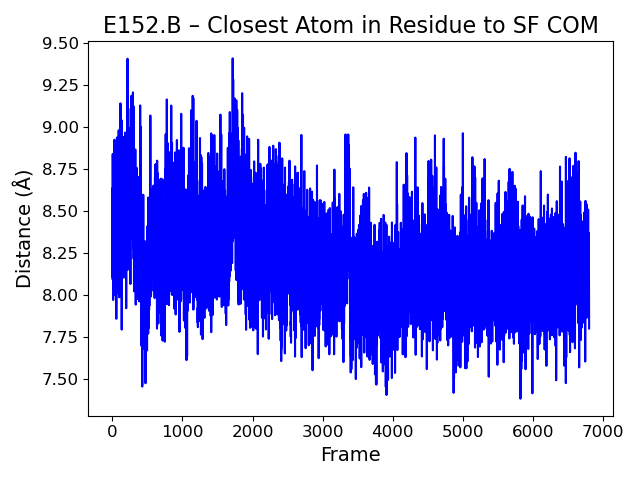 E152.B – Closest Atom in Residue to SF COM
Distance (Å)
9.50
9.25
9.00
8.75
8.50
8.25
8.00
7.75
7.50
0 1000 2000 3000 4000 5000 6000 7000
Frame